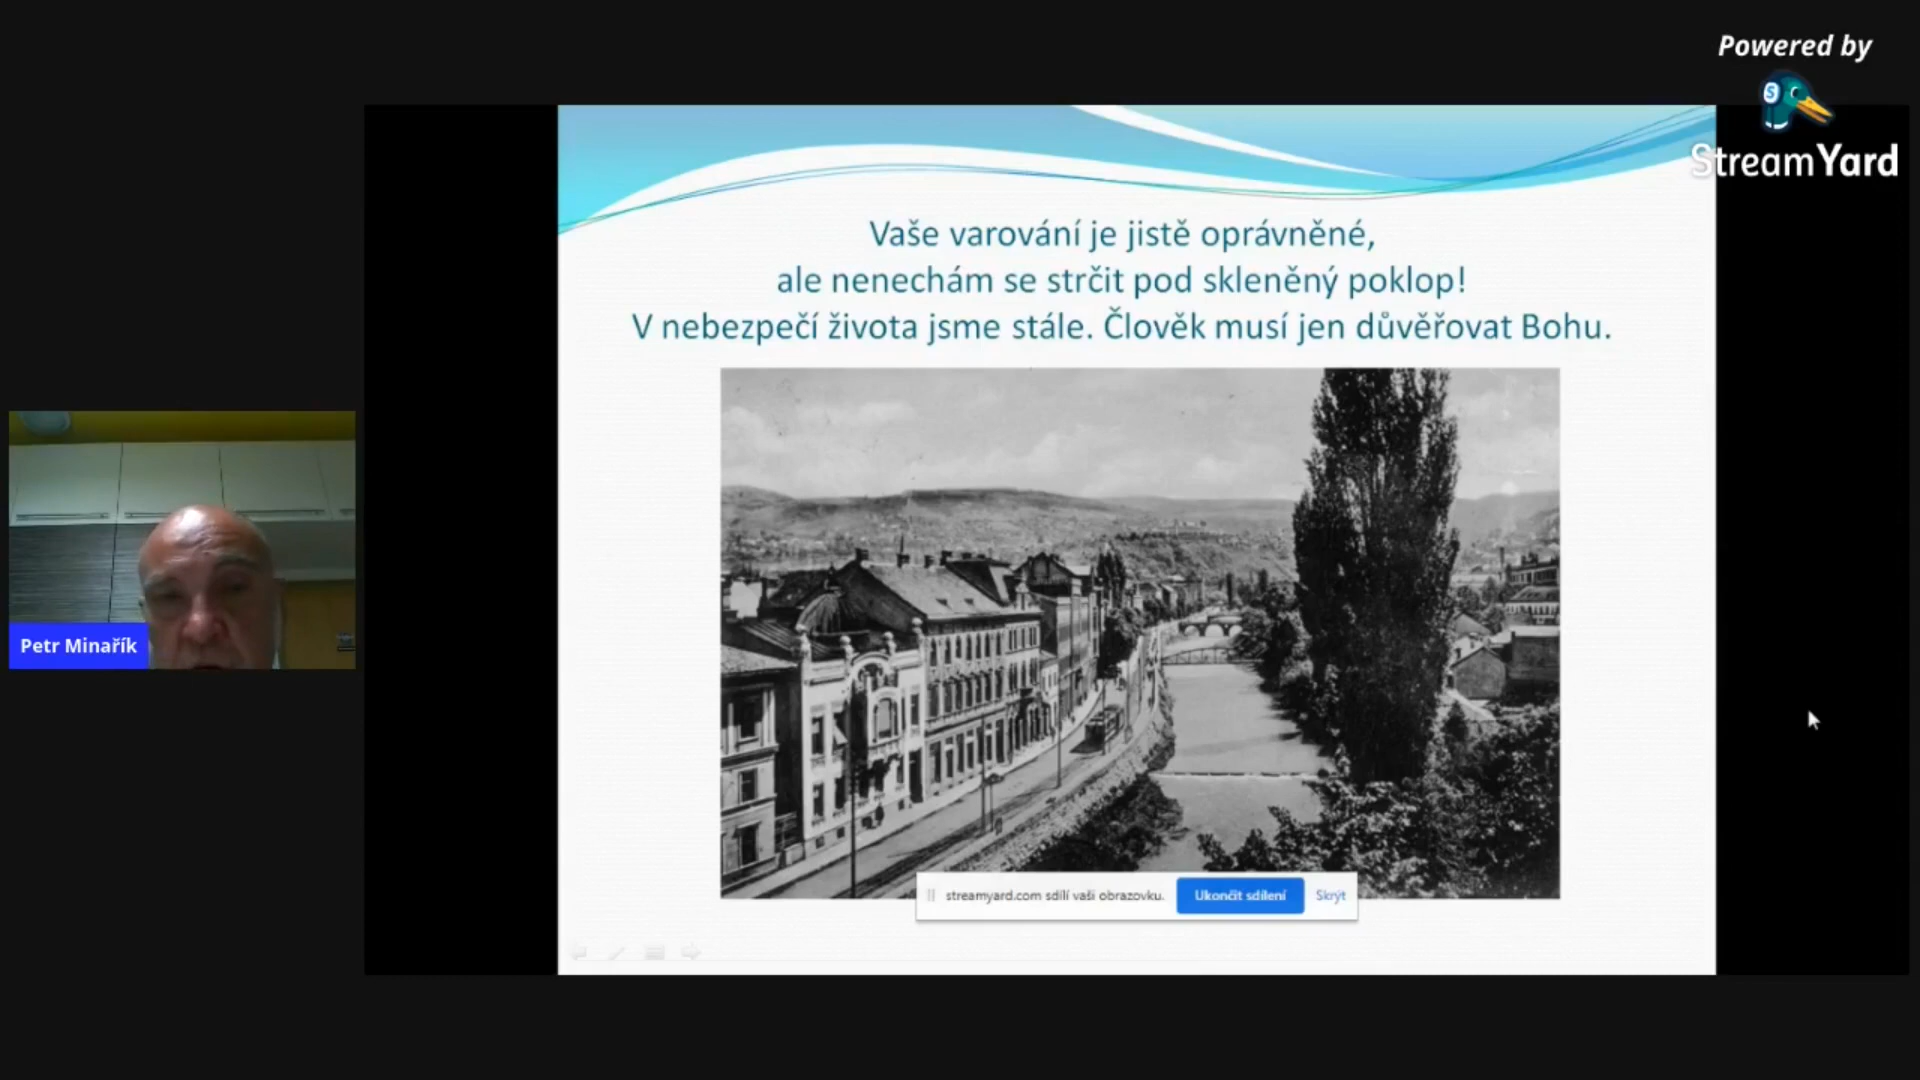 Powered by
StreamYard
Vaše varování je jistě oprávněné,
ale nenechám se strčit pod skleněný poklop!
V nebezpečí života jsme stále. Člověk musí jen důvěřovat Bohu.
Petr Minařík
streamyard.com sdílí vaši obrazovku.
Ukončit sdílení
Skrýt